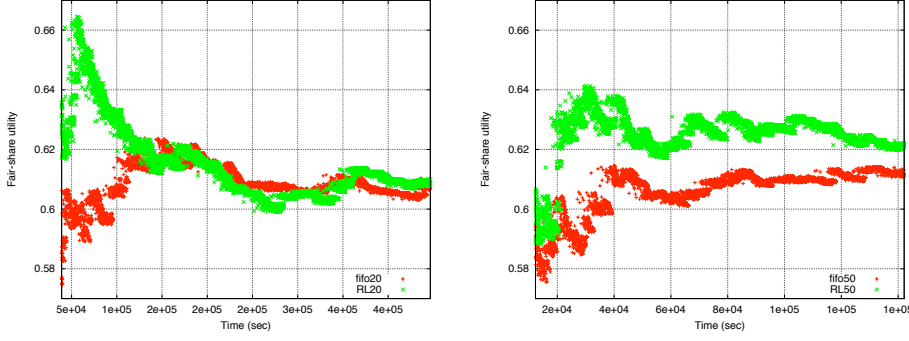 0.66
0.64
0.62
0.6
0.58
Fair-share utility
5e+04 1e+05 1e+05 2e+05 2e+05 3e+05 4e+05 4e+05
Time (sec)
fifo20
RL20
0.66
0.64
0.62
0.6
0.58
Fair-share utility
2e+04 4e+04 6e+04 8e+04 1e+05 1e+05
Time (sec)
fifo50
RL50